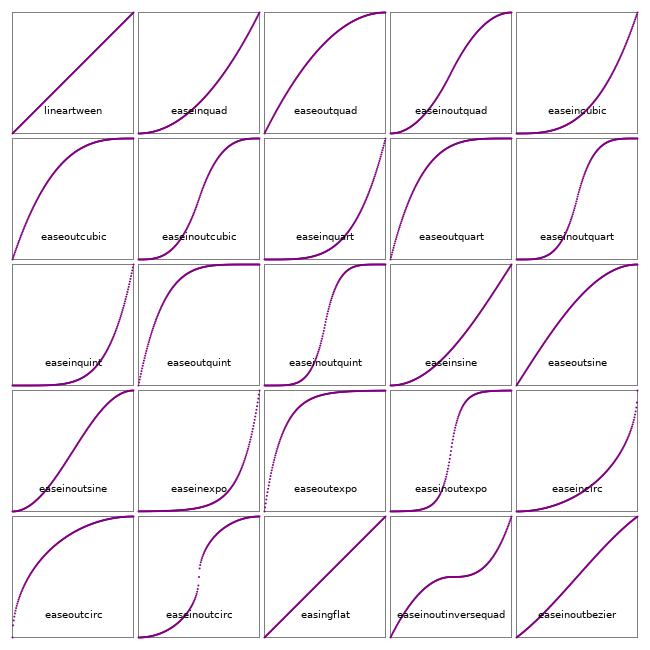 lineartween easeinquad easeoutquad easeinoutquad easeincubic
easeoutcubic easeinoutcubic easeinquart easeoutquart easeinoutquart
easeinquint easeoutquint easeinoutquint easeinsine easeoutsine
easeinoutsine easeinexpo easeoutexpo easeinoutexpo easeincirc
easeoutcirc easeinoutcirc easingflat easeinoutinversequad easeinoutbezier